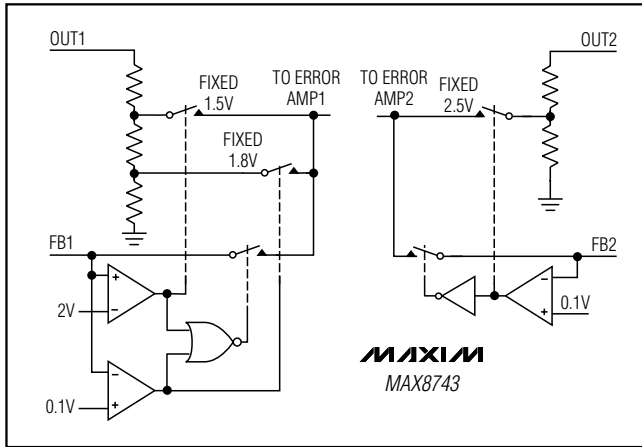 OUT1
OUT2
FIXED
1.5V
TO ERROR
AMP1
TO ERROR
AMP2
FIXED
2.5V
FIXED
1.8V
FB1
FB2
+
−
2V
−
+
0.1V
−
+
0.1V
MAXIM
MAX8743